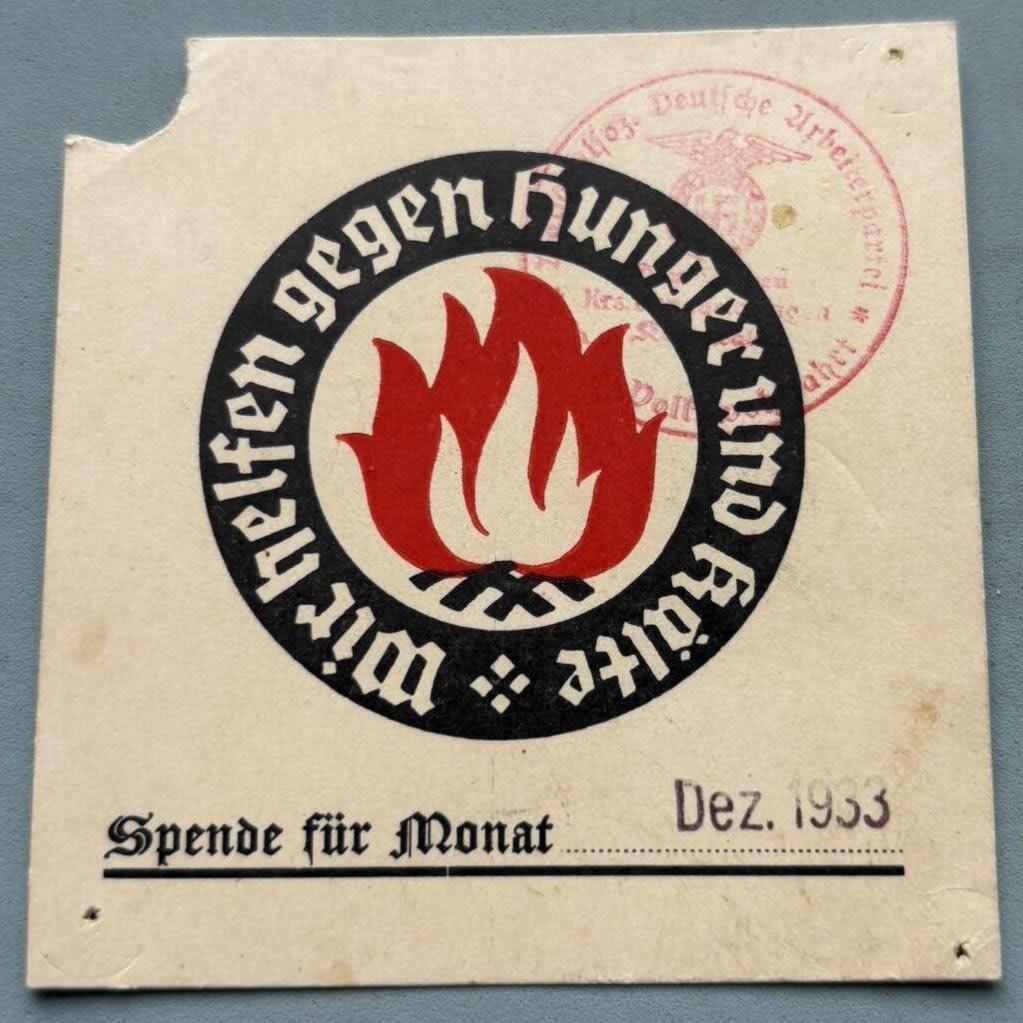 Wir helfen gegen Hunger und Kälte
Deutsche Arbeiterpartei *
Spende für Monat Dez. 1933